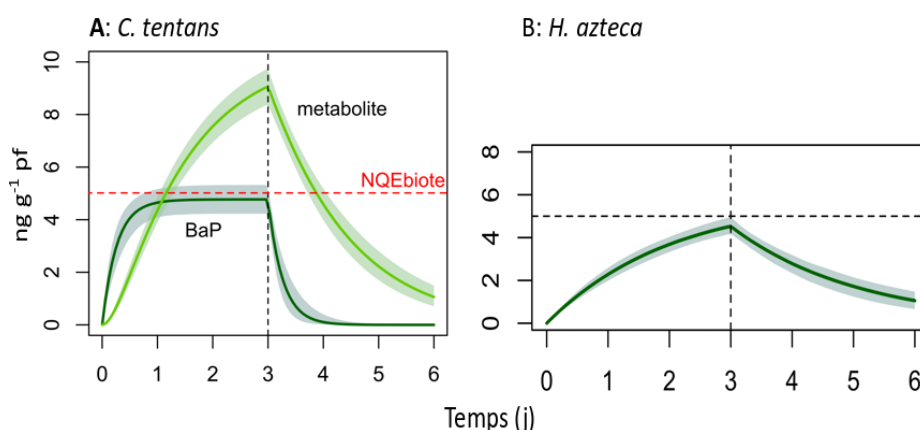 A: C. tentans
B: H. azteca
ng g-1 pf
10
8
6
4
2
0
metabolite
NQEbiote
BaP
0 1 2 3 4 5 6
8
6
4
2
0
0 1 2 3 4 5 6
Temps (j)